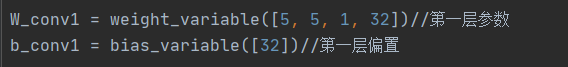 W_conv1 = weight_variable([5, 5, 1, 32])//第一层参数
b_conv1 = bias_variable([32])//第一层偏置